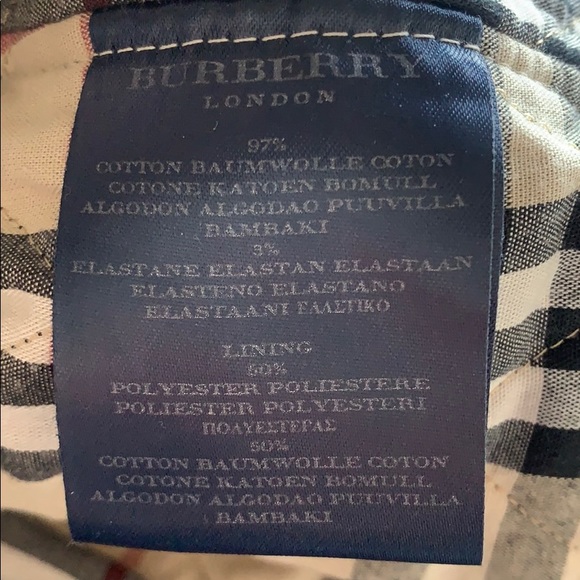 BURBERRY
LONDON
97%
COTTON BAUMWOLLE COTON
COTONE KATOEN BOMULL
ALGODON ALGODAO PUUVILLA
BAMBAKI
3%
ELASTANE ELASTAN ELASTAAN
ELASTENO ELASTANO
ELASTAANI ΕΛΑΣΤΙΚΟ
LINING
50%
POLYESTER POLIESTERE
POLIESTER POLYESTERI
ΠΟΛΥΕΣΤΕΡΑΣ
50%
COTTON BAUMWOLLE COTON
COTONE KATOEN BOMULL
ALGODON ALGODAO PUUVILLA
BAMBAKI